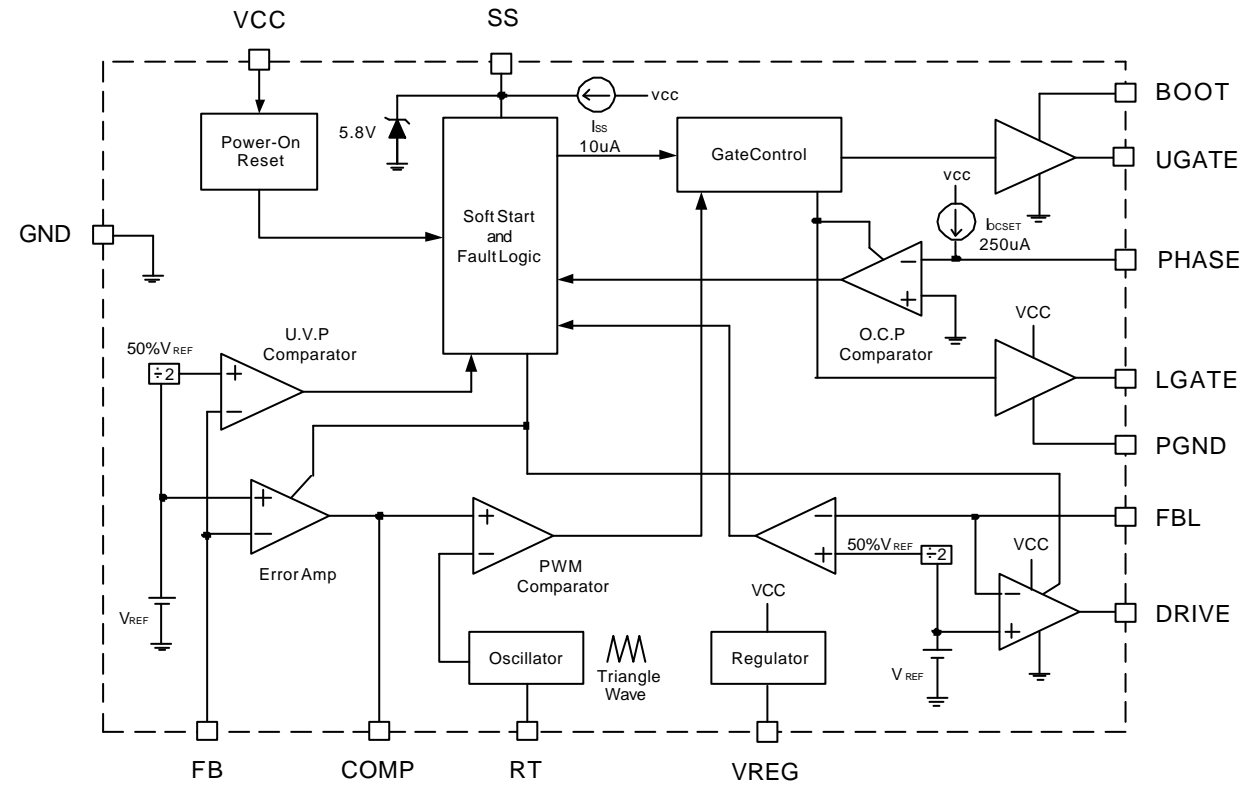 VCC
SS
BOOT
UGATE
PHASE
LGATE
PGND
FBL
DRIVE
GND
Power-On
Reset
5.8V
Iss
10uA
vcc
GateControl
vcc
IOCSET
250uA
Soft Start
and
Fault Logic
O.C.P
Comparator
VCC
U.V.P
Comparator
50%VREF
÷2
+
−
+
−
Error Amp
VREF
+
−
PWM
Comparator
−
+
−
+
50%VREF
÷2
VCC
−
+
VREF
Oscillator
Triangle
Wave
VCC
Regulator
FB
COMP
RT
VREG